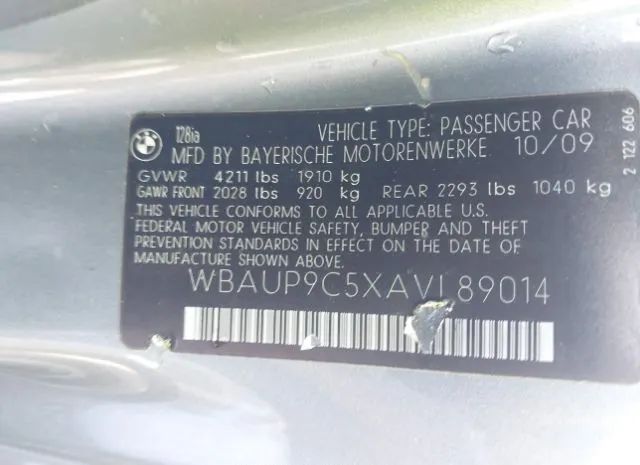 BMW
128ia
VEHICLE TYPE: PASSENGER CAR
MFD BY BAYERISCHE MOTORENWERKE 10/09
GVWR 4211 lbs 1910 kg
GAWR FRONT 2028 lbs 920 kg REAR 2293 lbs 1040 kg
THIS VEHICLE CONFORMS TO ALL APPLICABLE U.S.
FEDERAL MOTOR VEHICLE SAFETY, BUMPER AND THEFT
PREVENTION STANDARDS IN EFFECT ON THE DATE OF
MANUFACTURE SHOWN ABOVE.
WBAUP9C5XAVL89014
2 122 606